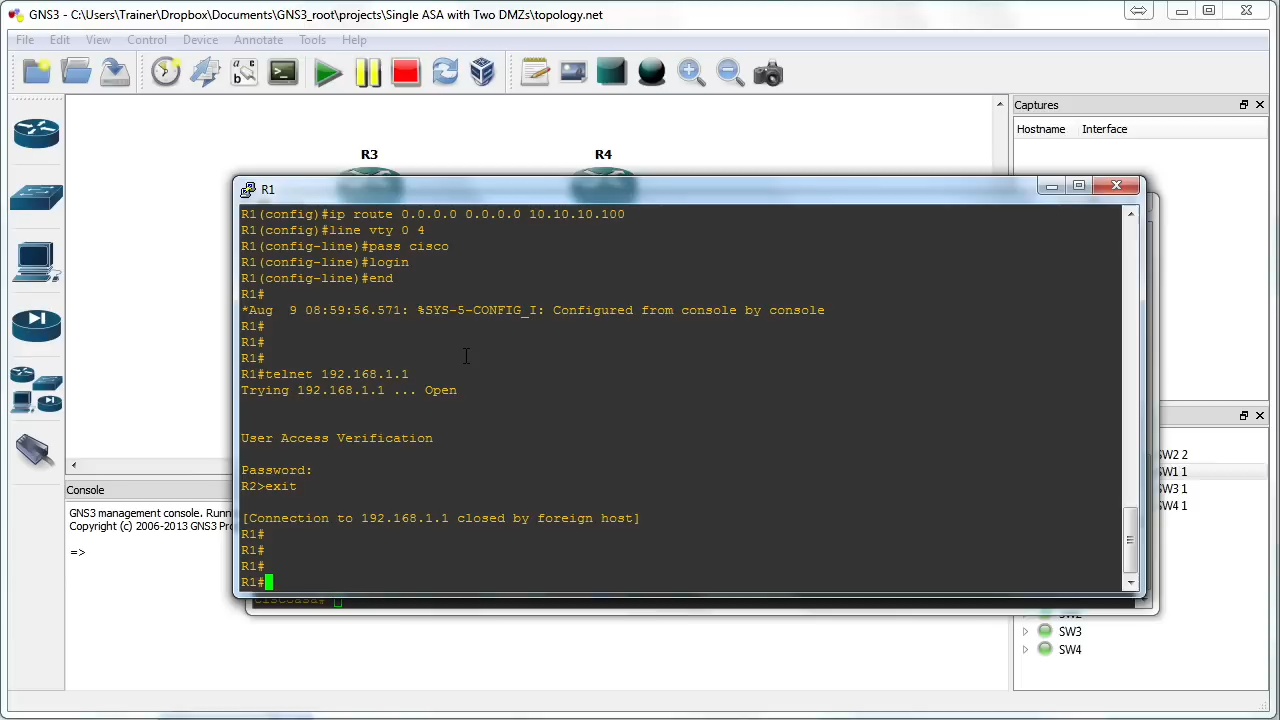 GNS3 - C:\Users\Trainer\Dropbox\Documents\GNS3_root\projects\Single ASA with Two DMZs\topology.net
File Edit View Control Device Annotate Tools Help
Captures
Hostname Interface
R3 R4
R1
R1(config)#ip route 0.0.0.0 0.0.0.0 10.10.10.100
R1(config)#line vty 0 4
R1(config-line)#pass cisco
R1(config-line)#login
R1(config-line)#end
R1#
*Aug  9 08:59:56.571: %SYS-5-CONFIG_I: Configured from console by console
R1#
R1#
R1#
R1#telnet 192.168.1.1
Trying 192.168.1.1 ... Open
User Access Verification
Password:
R2>exit
[Connection to 192.168.1.1 closed by foreign host]
R1#
R1#
R1#
R1#
Console
GNS3 management console. Runn
Copyright (c) 2006-2013 GNS3 Pro
=>
SW2 2
SW1 1
SW3 1
SW4 1
SW3
SW4